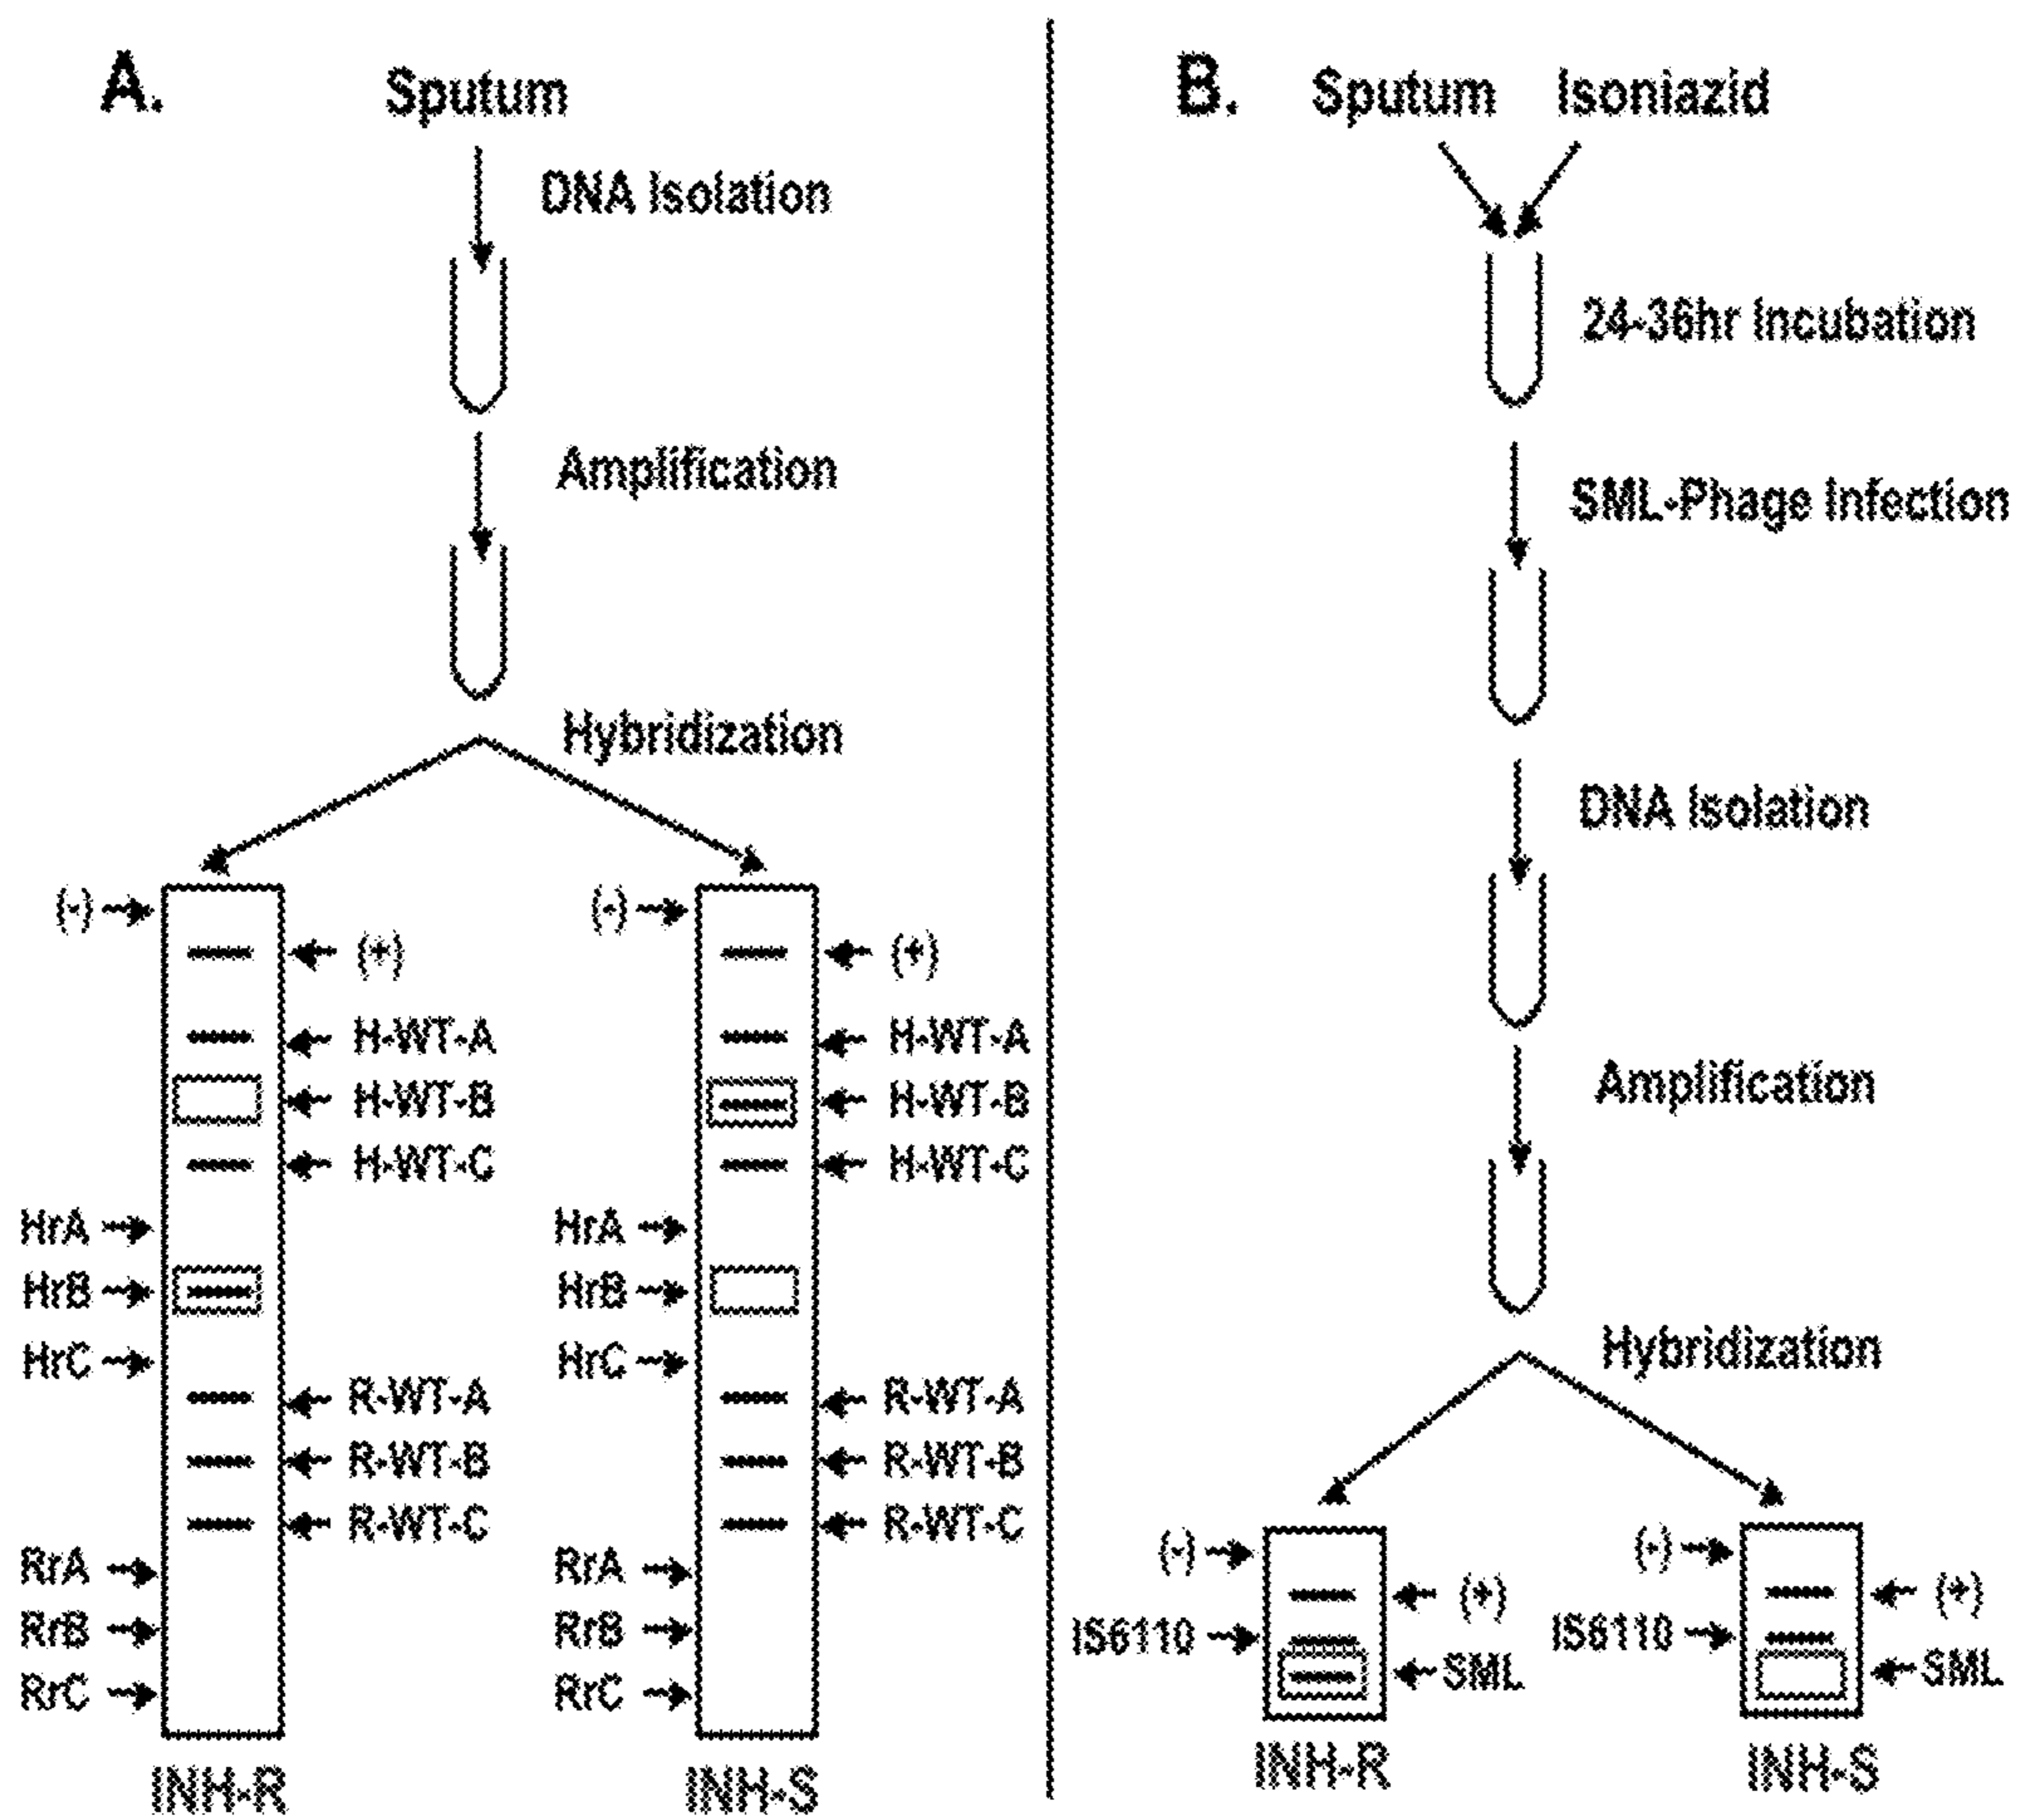 A.
Sputum
DNA Isolation
Amplification
Hybridization
(-)
(+)
H-WT-A
H-WT-B
H-WT-C
HrA
HrB
HrC
R-WT-A
R-WT-B
R-WT-C
RrA
RrB
RrC
INH-R
(-)
(+)
H-WT-A
H-WT-B
H-WT-C
HrA
HrB
HrC
R-WT-A
R-WT-B
R-WT-C
RrA
RrB
RrC
INH-S
B.
Sputum Isoniazid
24-36hr Incubation
SML-Phage Infection
DNA Isolation
Amplification
Hybridization
(-)
(+)
IS6110
SML
INH-R
(-)
(+)
IS6110
SML
INH-S